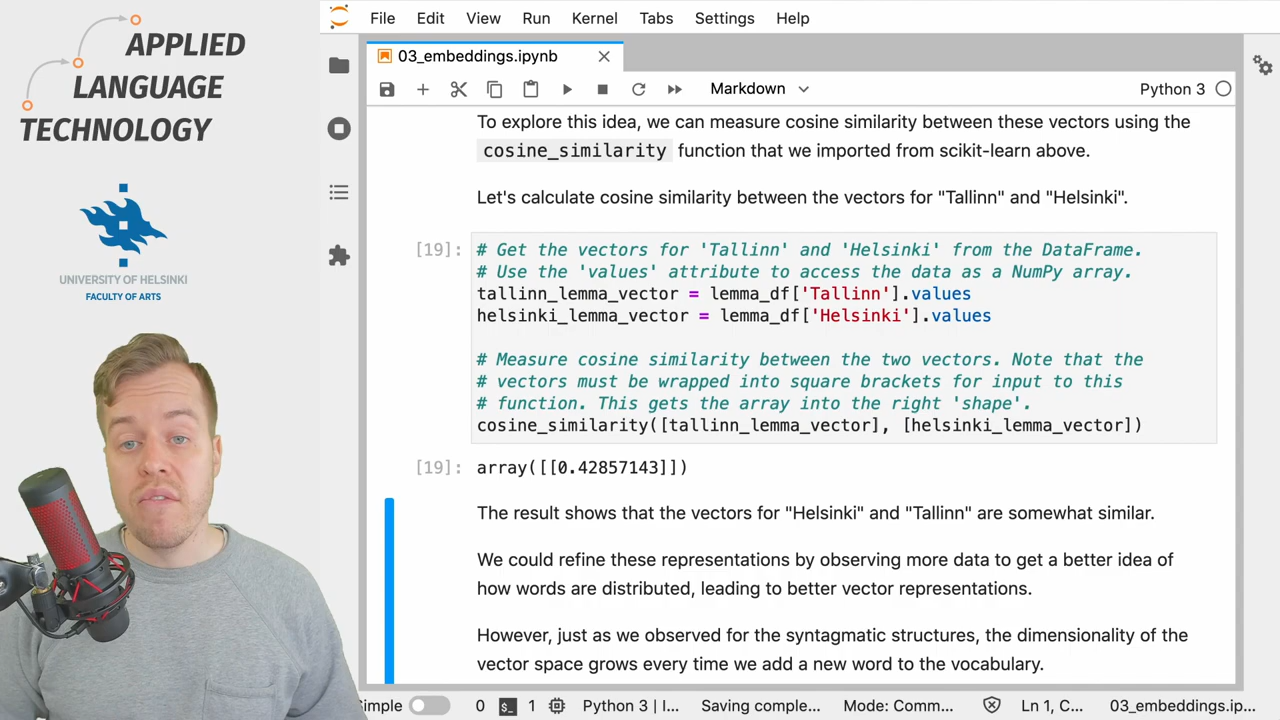 APPLIED
LANGUAGE
TECHNOLOGY
UNIVERSITY OF HELSINKI
FACULTY OF ARTS
File Edit View Run Kernel Tabs Settings Help
03_embeddings.ipynb
Markdown Python 3
To explore this idea, we can measure cosine similarity between these vectors using the
cosine_similarity function that we imported from scikit-learn above.
Let's calculate cosine similarity between the vectors for "Tallinn" and "Helsinki".
[19]: # Get the vectors for 'Tallinn' and 'Helsinki' from the DataFrame.
# Use the 'values' attribute to access the data as a NumPy array.
tallinn_lemma_vector = lemma_df['Tallinn'].values
helsinki_lemma_vector = lemma_df['Helsinki'].values
# Measure cosine similarity between the two vectors. Note that the
# vectors must be wrapped into square brackets for input to this
# function. This gets the array into the right 'shape'.
cosine_similarity([tallinn_lemma_vector], [helsinki_lemma_vector])
[19]: array([[0.42857143]])
The result shows that the vectors for "Helsinki" and "Tallinn" are somewhat similar.
We could refine these representations by observing more data to get a better idea of
how words are distributed, leading to better vector representations.
However, just as we observed for the syntagmatic structures, the dimensionality of the
vector space grows every time we add a new word to the vocabulary.
imple 0 1 Python 3 | I... Saving comple... Mode: Comm... Ln 1, C... 03_embeddings.ip...